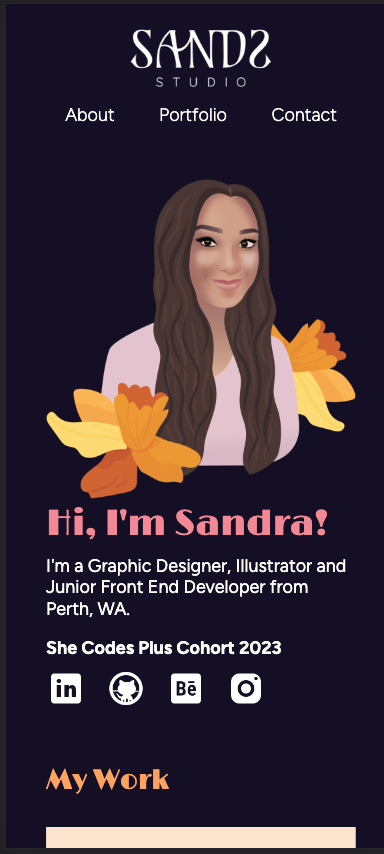 SANDS
STUDIO
About Portfolio Contact
Hi, I'm Sandra!
I'm a Graphic Designer, Illustrator and
Junior Front End Developer from
Perth, WA.
She Codes Plus Cohort 2023
in Bē
My Work